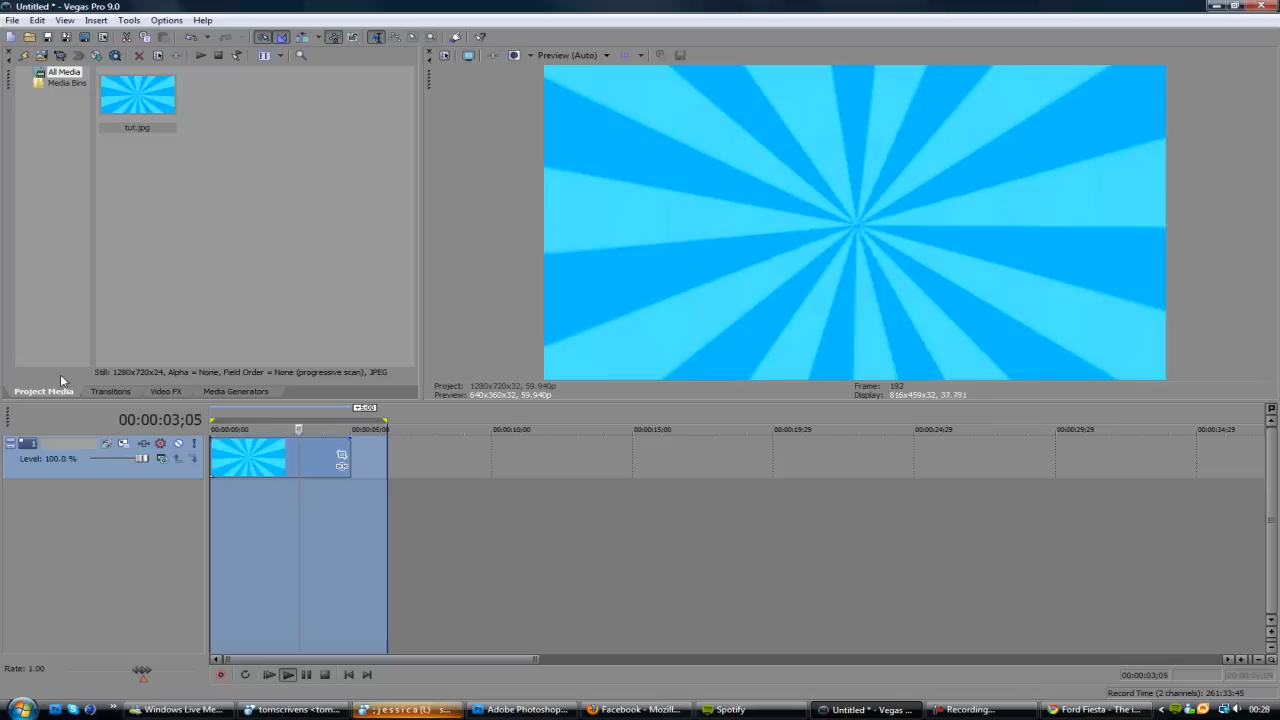 Untitled * - Vegas Pro 9.0
File Edit View Insert Tools Options Help
Preview (Auto)
All Media
Media Bins
tut.jpg
Still: 1280x720x24, Alpha = None, Field Order = None (progressive scan), JPEG
Project Media Transitions Video FX Media Generators
Project: 1280x720x32, 59.940p
Preview: 640x360x32, 59.940p
Frame: 192
Display: 816x459x32, 37.781
00:00:03;05
+5:00
00:00:00;00 00:00:05;00 00:00:10;00 00:00:15;00 00:00:19;29 00:00:24;29 00:00:29;29 00:00:34;29
1
Level: 100.0 %
Rate: 1.00
00:00:03;05
Record Time (2 channels): 261:33:45
Windows Live Me... tomscrivens <tom... ; j e s s i c a (L) s... Adobe Photoshop... Facebook - Mozill... Spotify Untitled * - Vegas ... Recording... Ford Fiesta - The i... 00:28